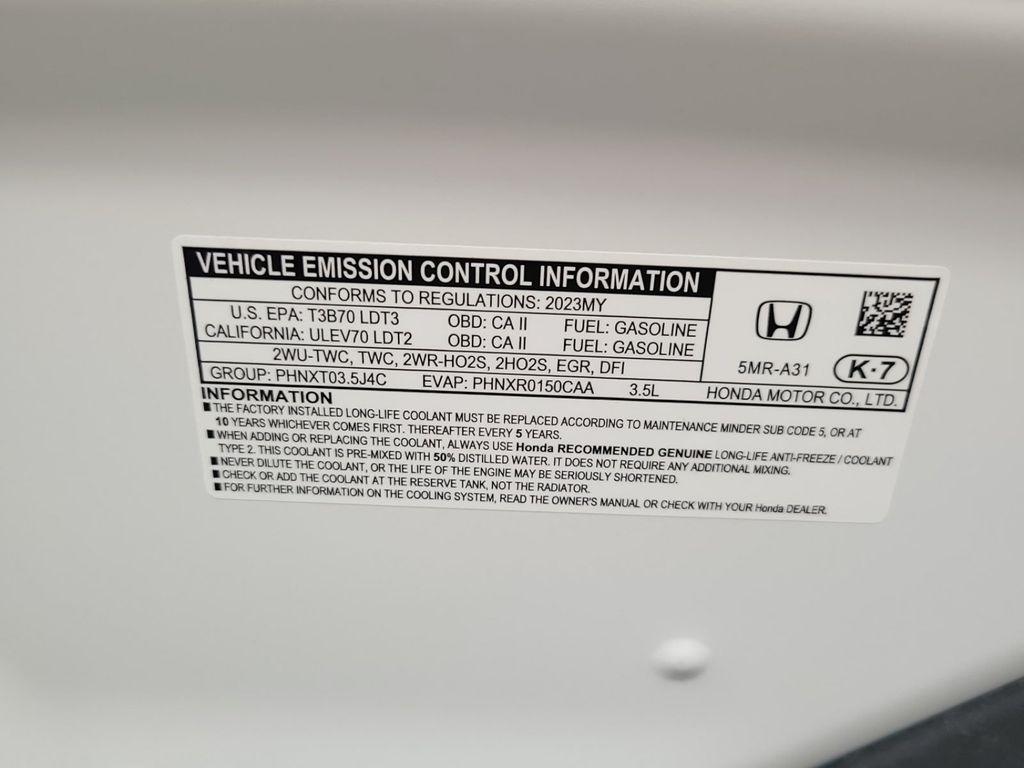 VEHICLE EMISSION CONTROL INFORMATION
CONFORMS TO REGULATIONS: 2023MY
U.S. EPA: T3B70 LDT3 OBD: CA II FUEL: GASOLINE
CALIFORNIA: ULEV70 LDT2 OBD: CA II FUEL: GASOLINE
2WU-TWC, TWC, 2WR-HO2S, 2HO2S, EGR, DFI
GROUP: PHNXT03.5J4C EVAP: PHNXR0150CAA 3.5L
5MR-A31 K·7
HONDA MOTOR CO., LTD.
INFORMATION
■ THE FACTORY INSTALLED LONG-LIFE COOLANT MUST BE REPLACED ACCORDING TO MAINTENANCE MINDER SUB CODE 5, OR AT
10 YEARS WHICHEVER COMES FIRST. THEREAFTER EVERY 5 YEARS.
■ WHEN ADDING OR REPLACING THE COOLANT, ALWAYS USE Honda RECOMMENDED GENUINE LONG-LIFE ANTI-FREEZE / COOLANT
TYPE 2. THIS COOLANT IS PRE-MIXED WITH 50% DISTILLED WATER. IT DOES NOT REQUIRE ANY ADDITIONAL MIXING.
■ NEVER DILUTE THE COOLANT, OR THE LIFE OF THE ENGINE MAY BE SERIOUSLY SHORTENED.
■ CHECK OR ADD THE COOLANT AT THE RESERVE TANK, NOT THE RADIATOR.
■ FOR FURTHER INFORMATION ON THE COOLING SYSTEM, READ THE OWNER'S MANUAL OR CHECK WITH YOUR Honda DEALER.